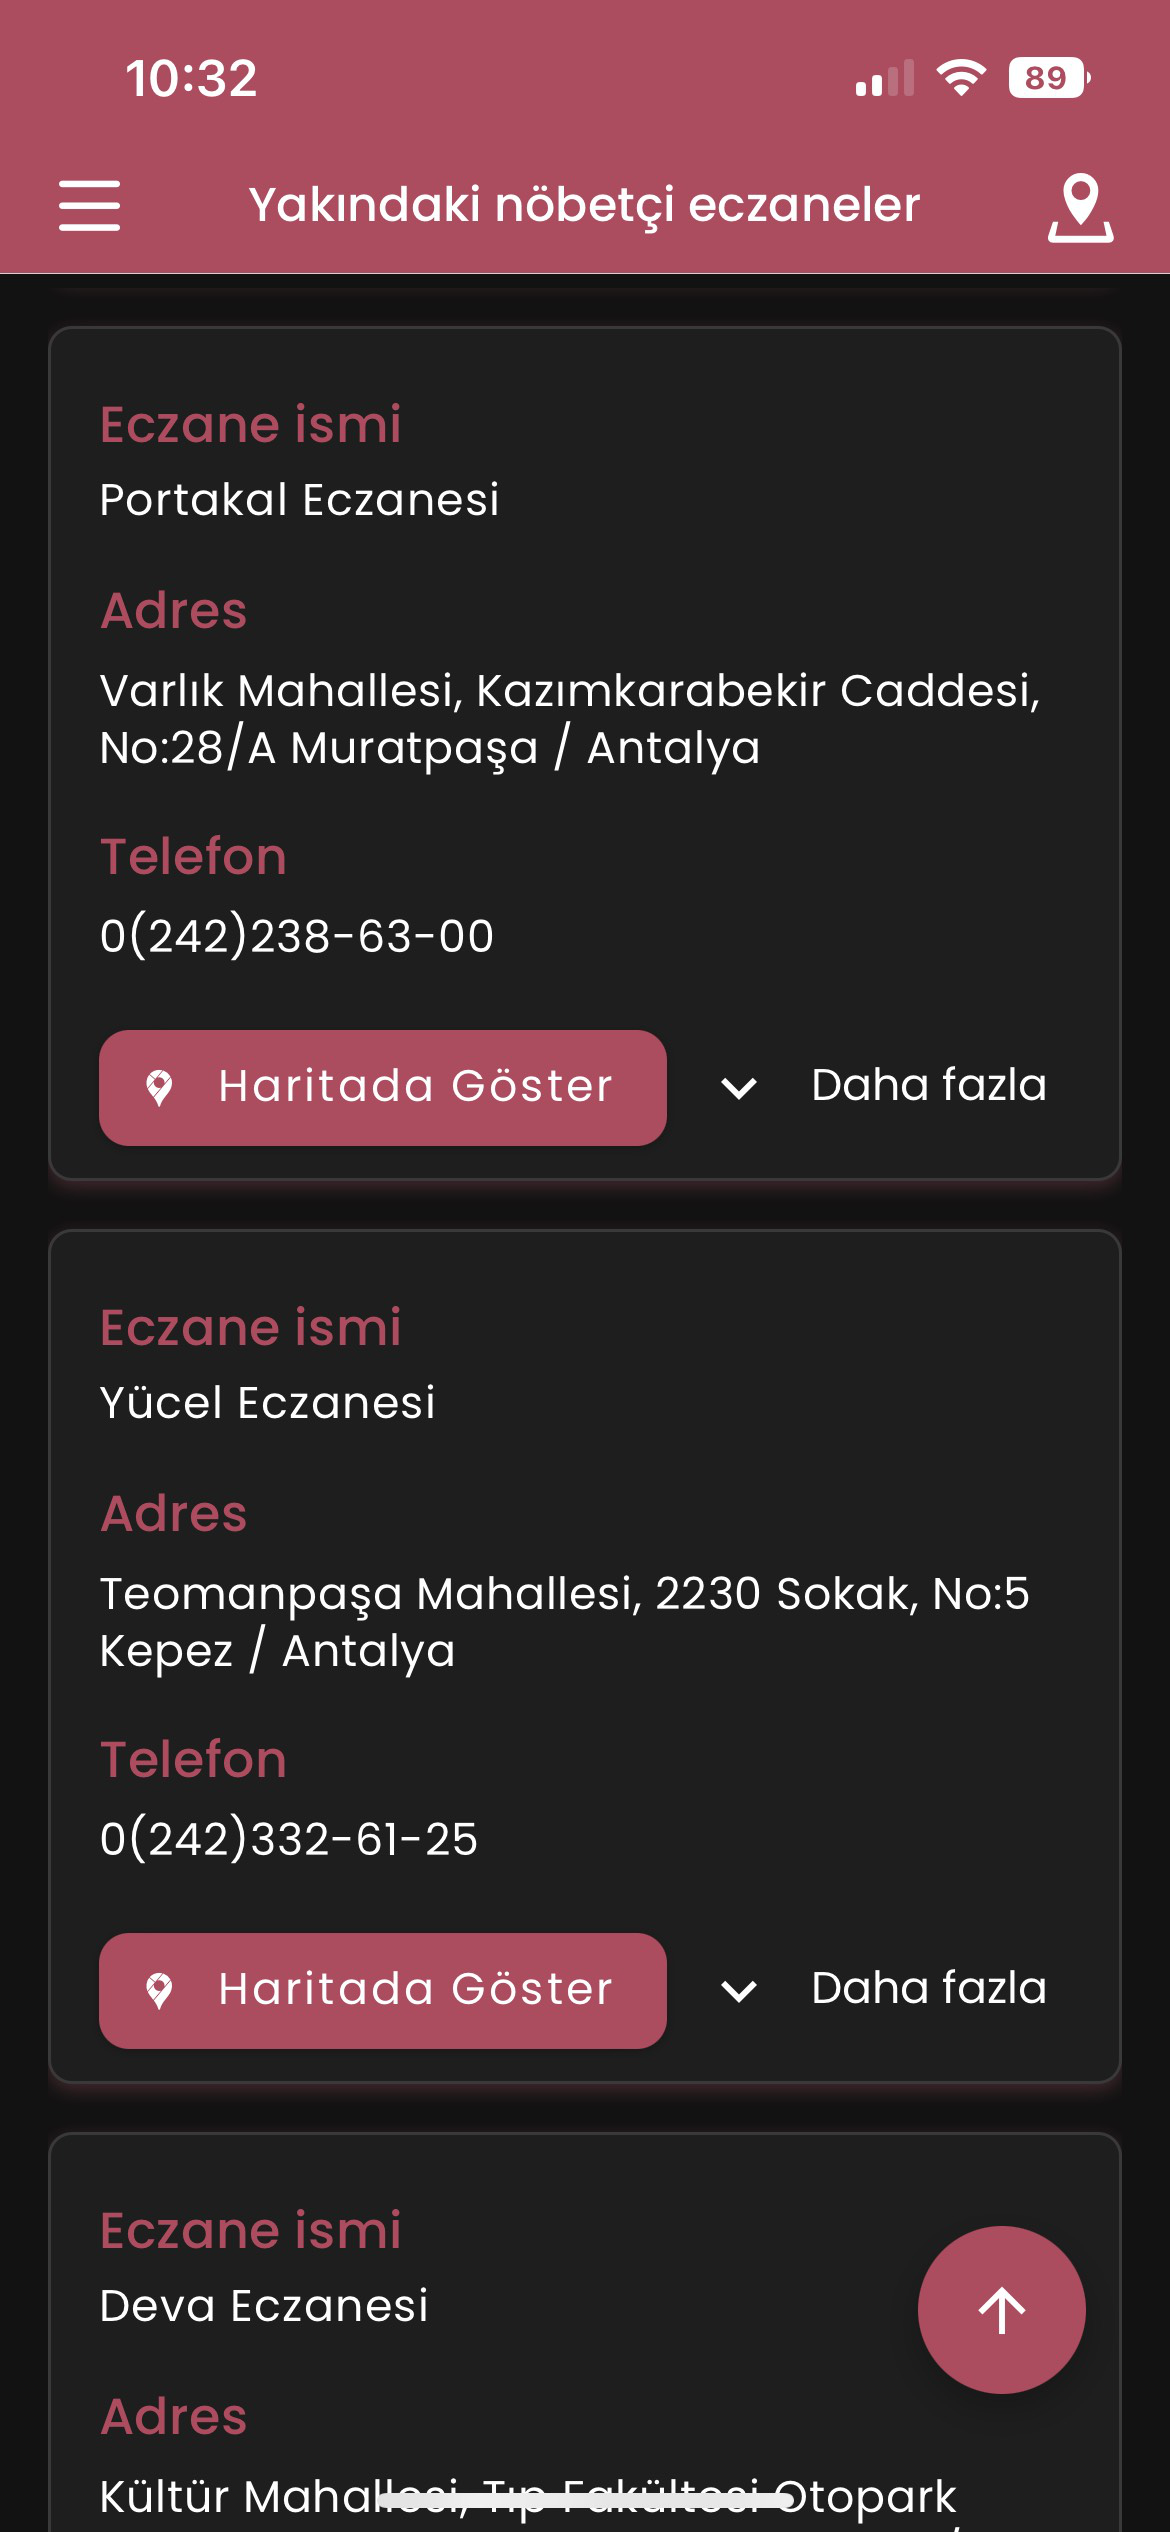 10:32
89
Yakındaki nöbetçi eczaneler
Eczane ismi
Portakal Eczanesi
Adres
Varlık Mahallesi, Kazımkarabekir Caddesi,
No:28/A Muratpaşa / Antalya
Telefon
0(242)238-63-00
Haritada Göster
Daha fazla
Eczane ismi
Yücel Eczanesi
Adres
Teomanpaşa Mahallesi, 2230 Sokak, No:5
Kepez / Antalya
Telefon
0(242)332-61-25
Haritada Göster
Daha fazla
Eczane ismi
Deva Eczanesi
Adres
Kültür Mahallesi, Tıp Fakültesi Otopark